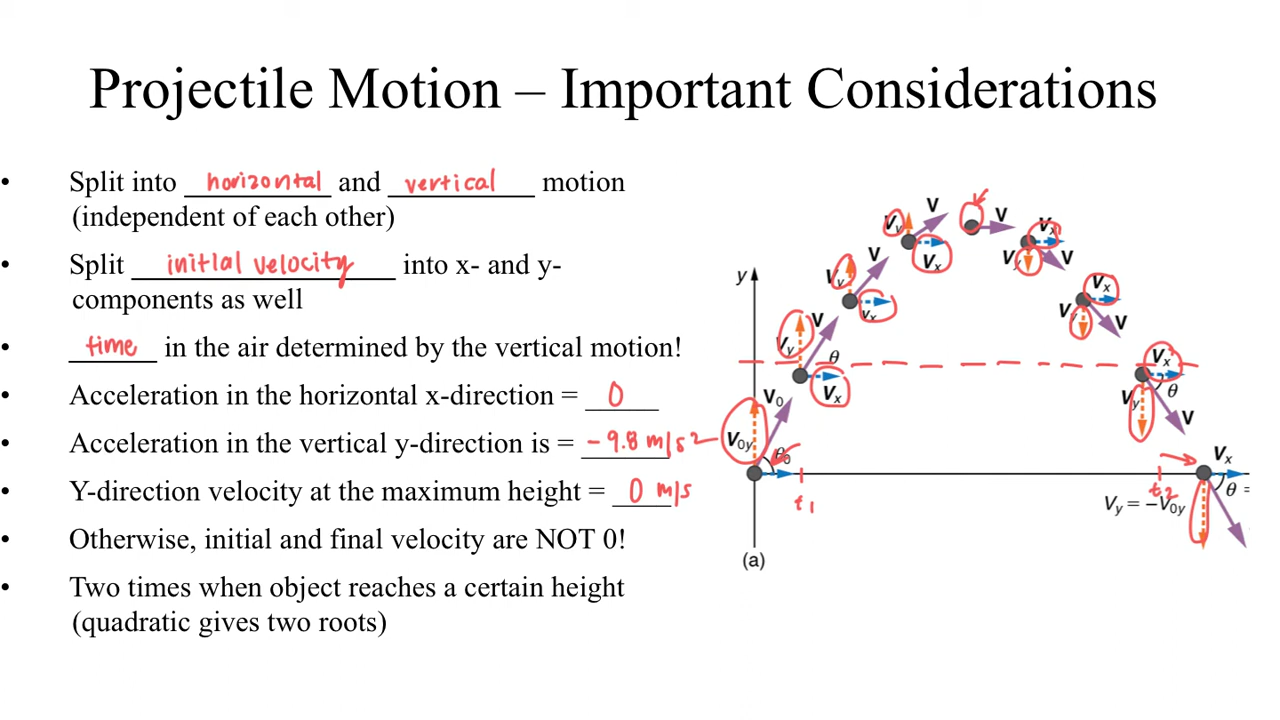 Projectile Motion – Important Considerations
• Split into horizontal and vertical motion
(independent of each other)
• Split initial velocity into x- and y-
components as well
• time in the air determined by the vertical motion!
• Acceleration in the horizontal x-direction = 0
• Acceleration in the vertical y-direction is = -9.8 m/s2
• Y-direction velocity at the maximum height = 0 m/s
• Otherwise, initial and final velocity are NOT 0!
• Two times when object reaches a certain height
(quadratic gives two roots)
V V
Vy Vx
Vx Vy V
V
y Vy Vx
Vx Vy V
V
Vy θ Vx
Vx Vy θ
V0 V
V0y θ0 Vx
t1 t2 θ =
Vy = −V0y
(a)